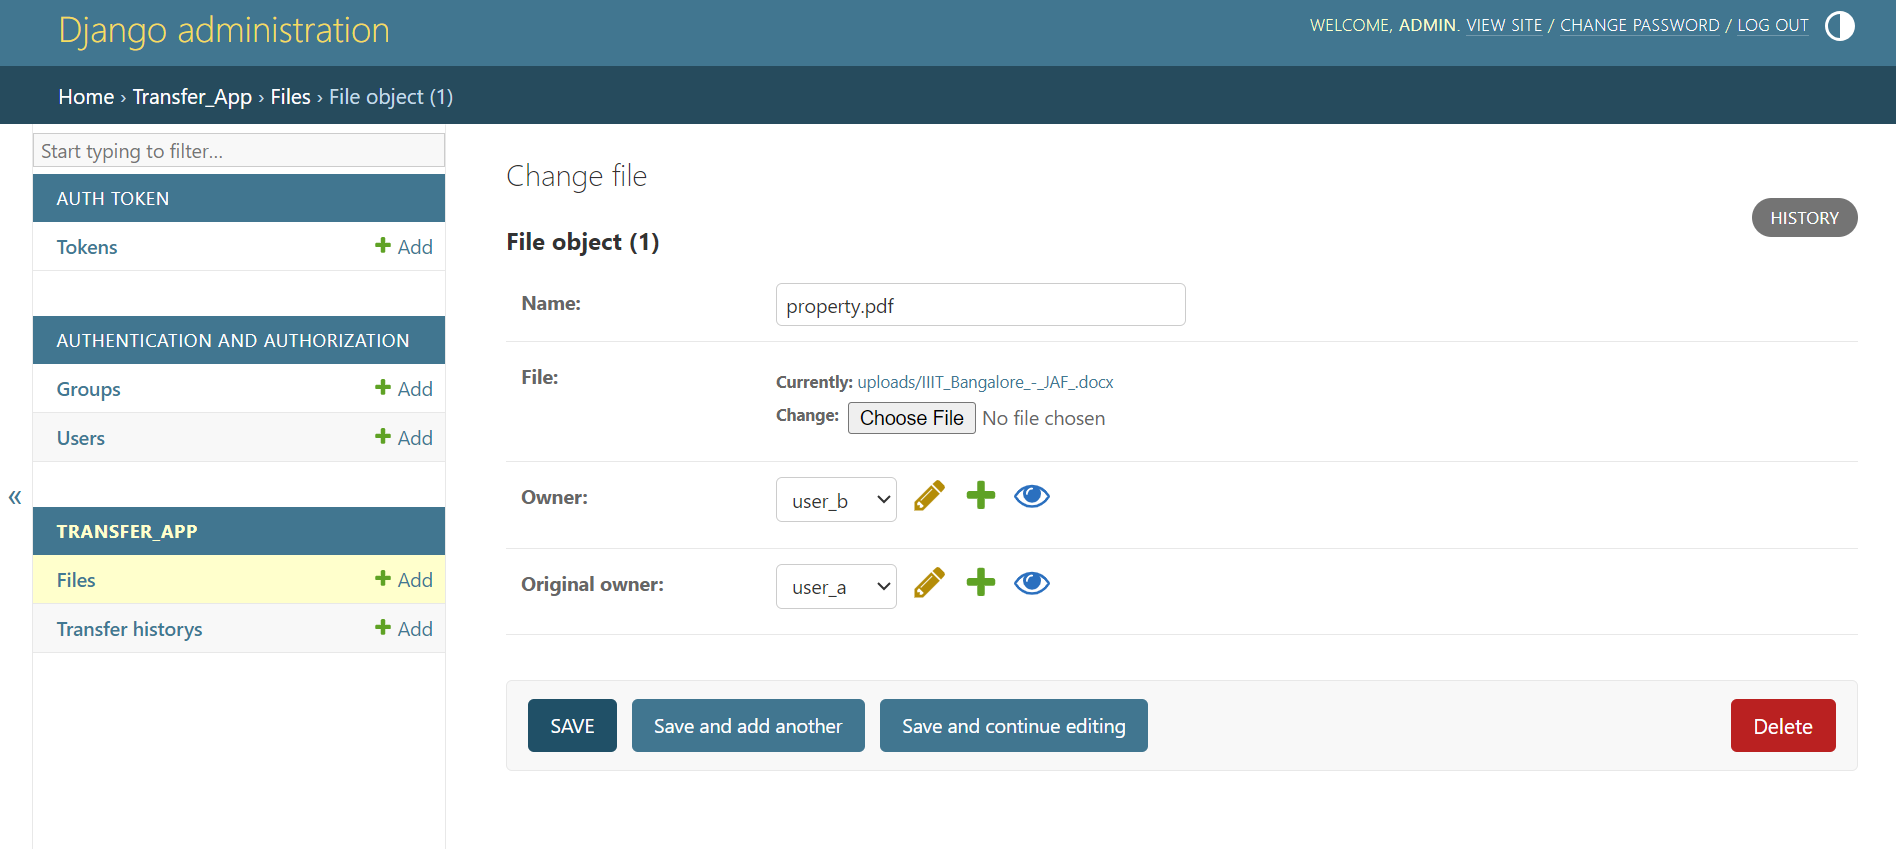 Django administration
WELCOME, ADMIN. VIEW SITE / CHANGE PASSWORD / LOG OUT
Home › Transfer_App › Files › File object (1)
Start typing to filter...
AUTH TOKEN
Tokens Add
AUTHENTICATION AND AUTHORIZATION
Groups Add
Users Add
«
TRANSFER_APP
Files Add
Transfer historys Add
Change file
HISTORY
File object (1)
Name: property.pdf
File: Currently: uploads/IIIT_Bangalore_-_JAF_.docx
Change: Choose File No file chosen
Owner: user_b
Original owner: user_a
SAVE Save and add another Save and continue editing Delete